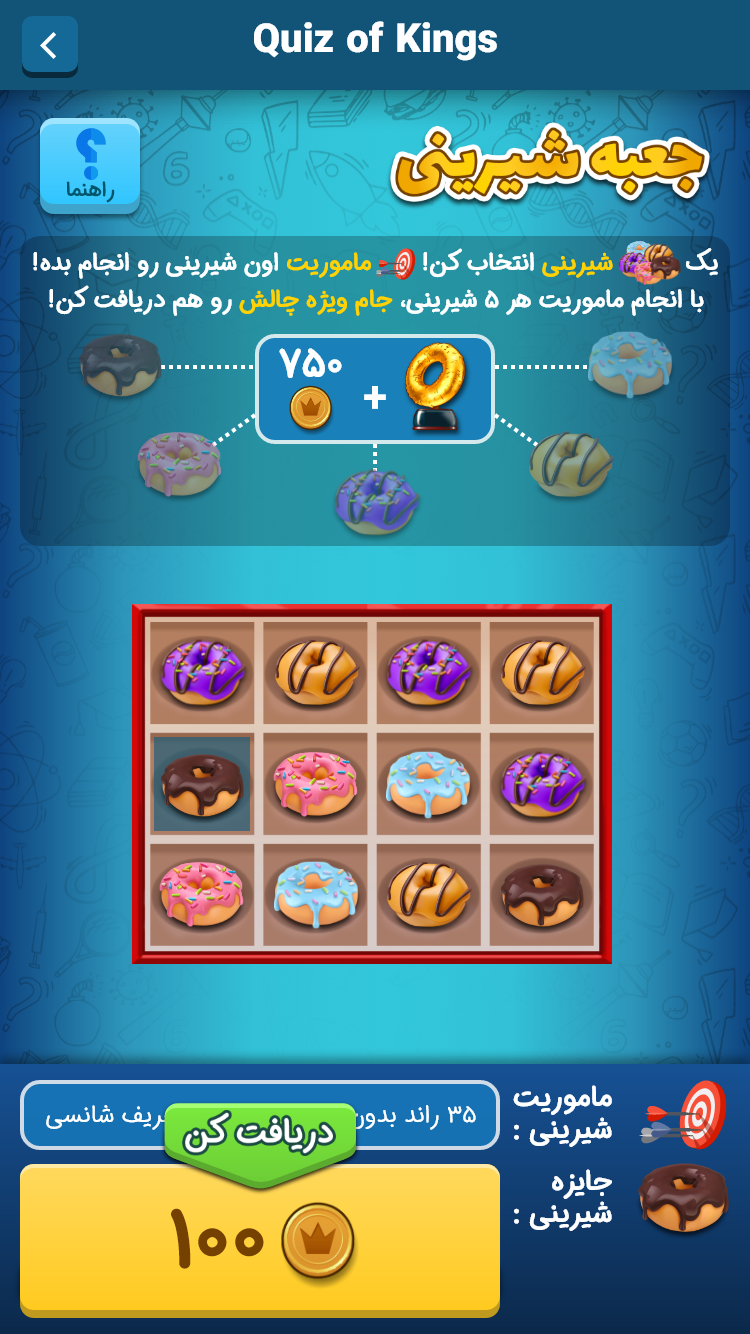 Quiz of Kings
جعبه شیرینی
راهنما
یک شیرینی انتخاب کن! ماموریت اون شیرینی رو انجام بده!
با انجام ماموریت هر ۵ شیرینی، جام ویژه چالش رو هم دریافت کن!
۷۵۰ +
ماموریت شیرینی :
۳۵ راند بدون شانسی
دریافت کن
جایزه شیرینی :
۱۰۰